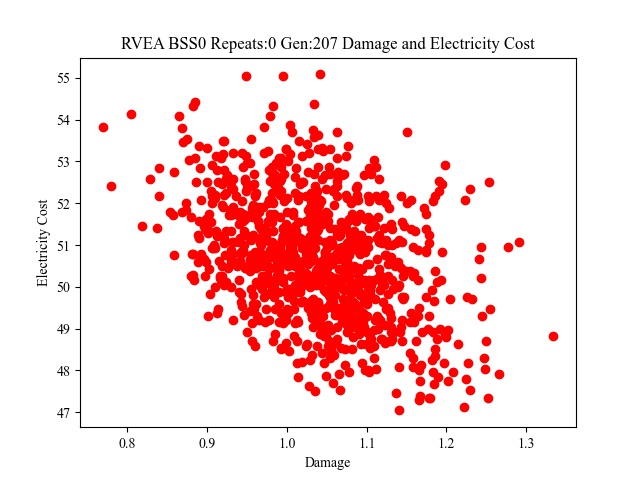 RVEA BSS0 Repeats:0 Gen:207 Damage and Electricity Cost
55
54
53
52
51
50
49
48
47
Electricity Cost
0.8 0.9 1.0 1.1 1.2 1.3
Damage